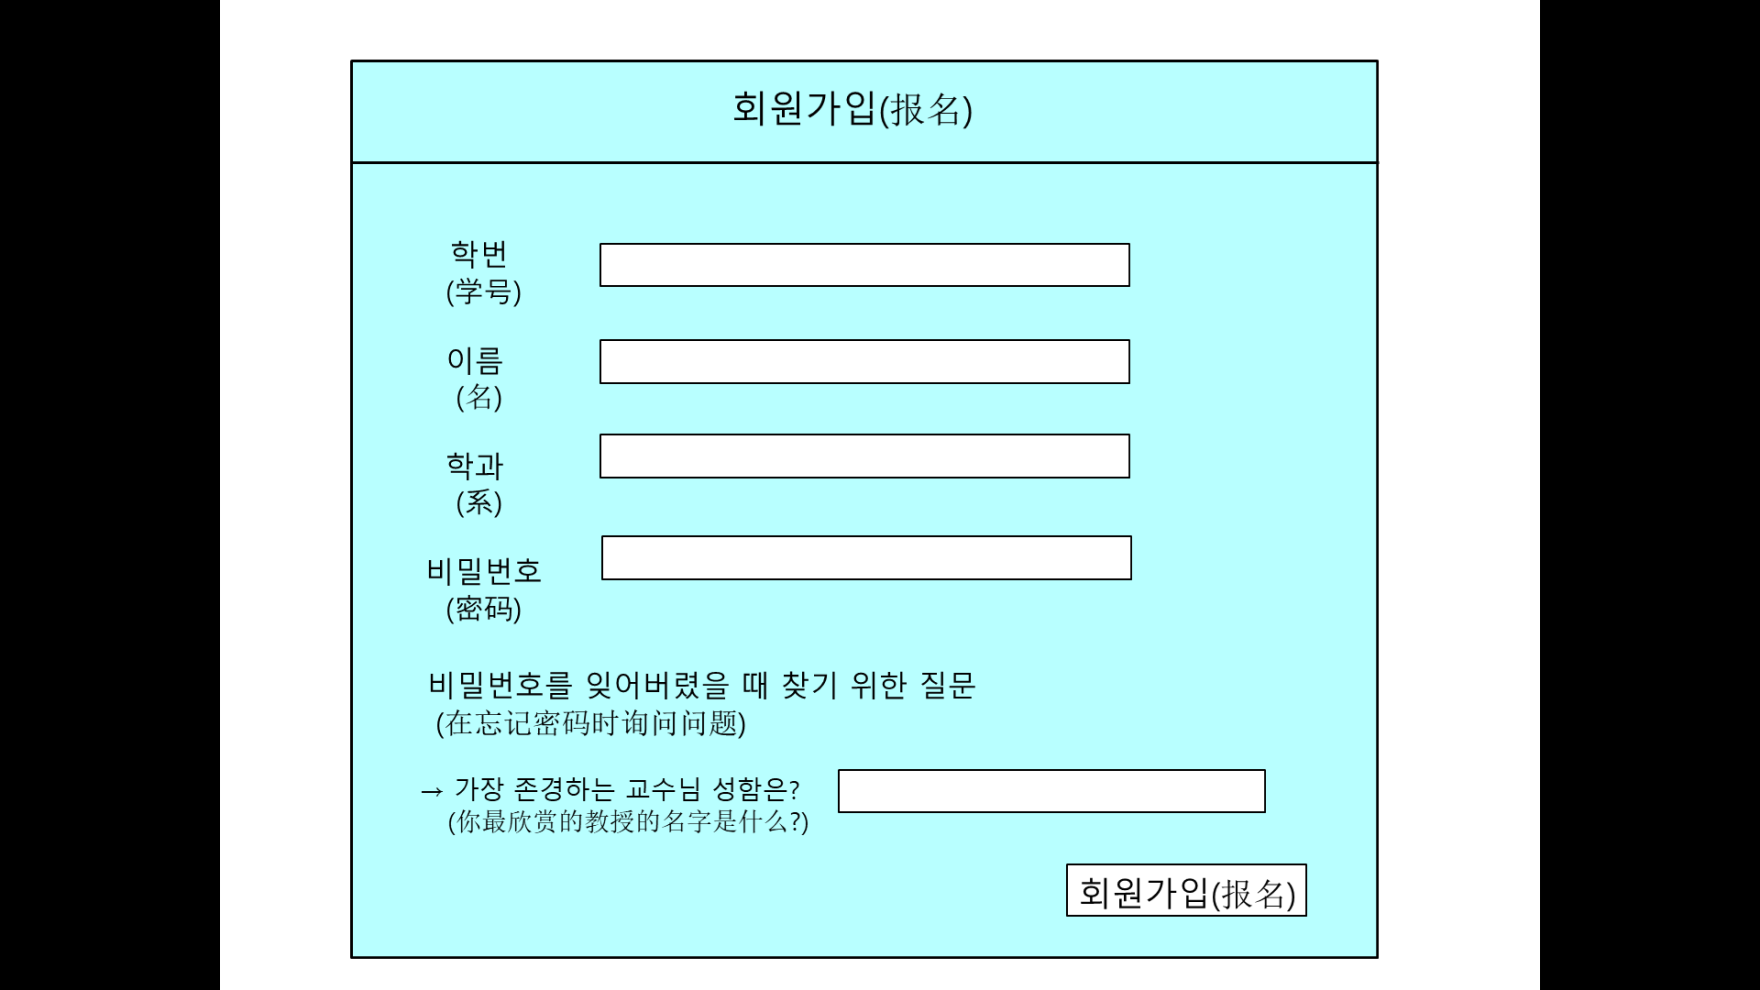 회원가입(报名)
학번
(学号)
이름
(名)
학과
(系)
비밀번호
(密码)
비밀번호를 잊어버렸을 때 찾기 위한 질문
(在忘记密码时询问问题)
→ 가장 존경하는 교수님 성함은?
(你最欣赏的教授的名字是什么?)
회원가입(报名)